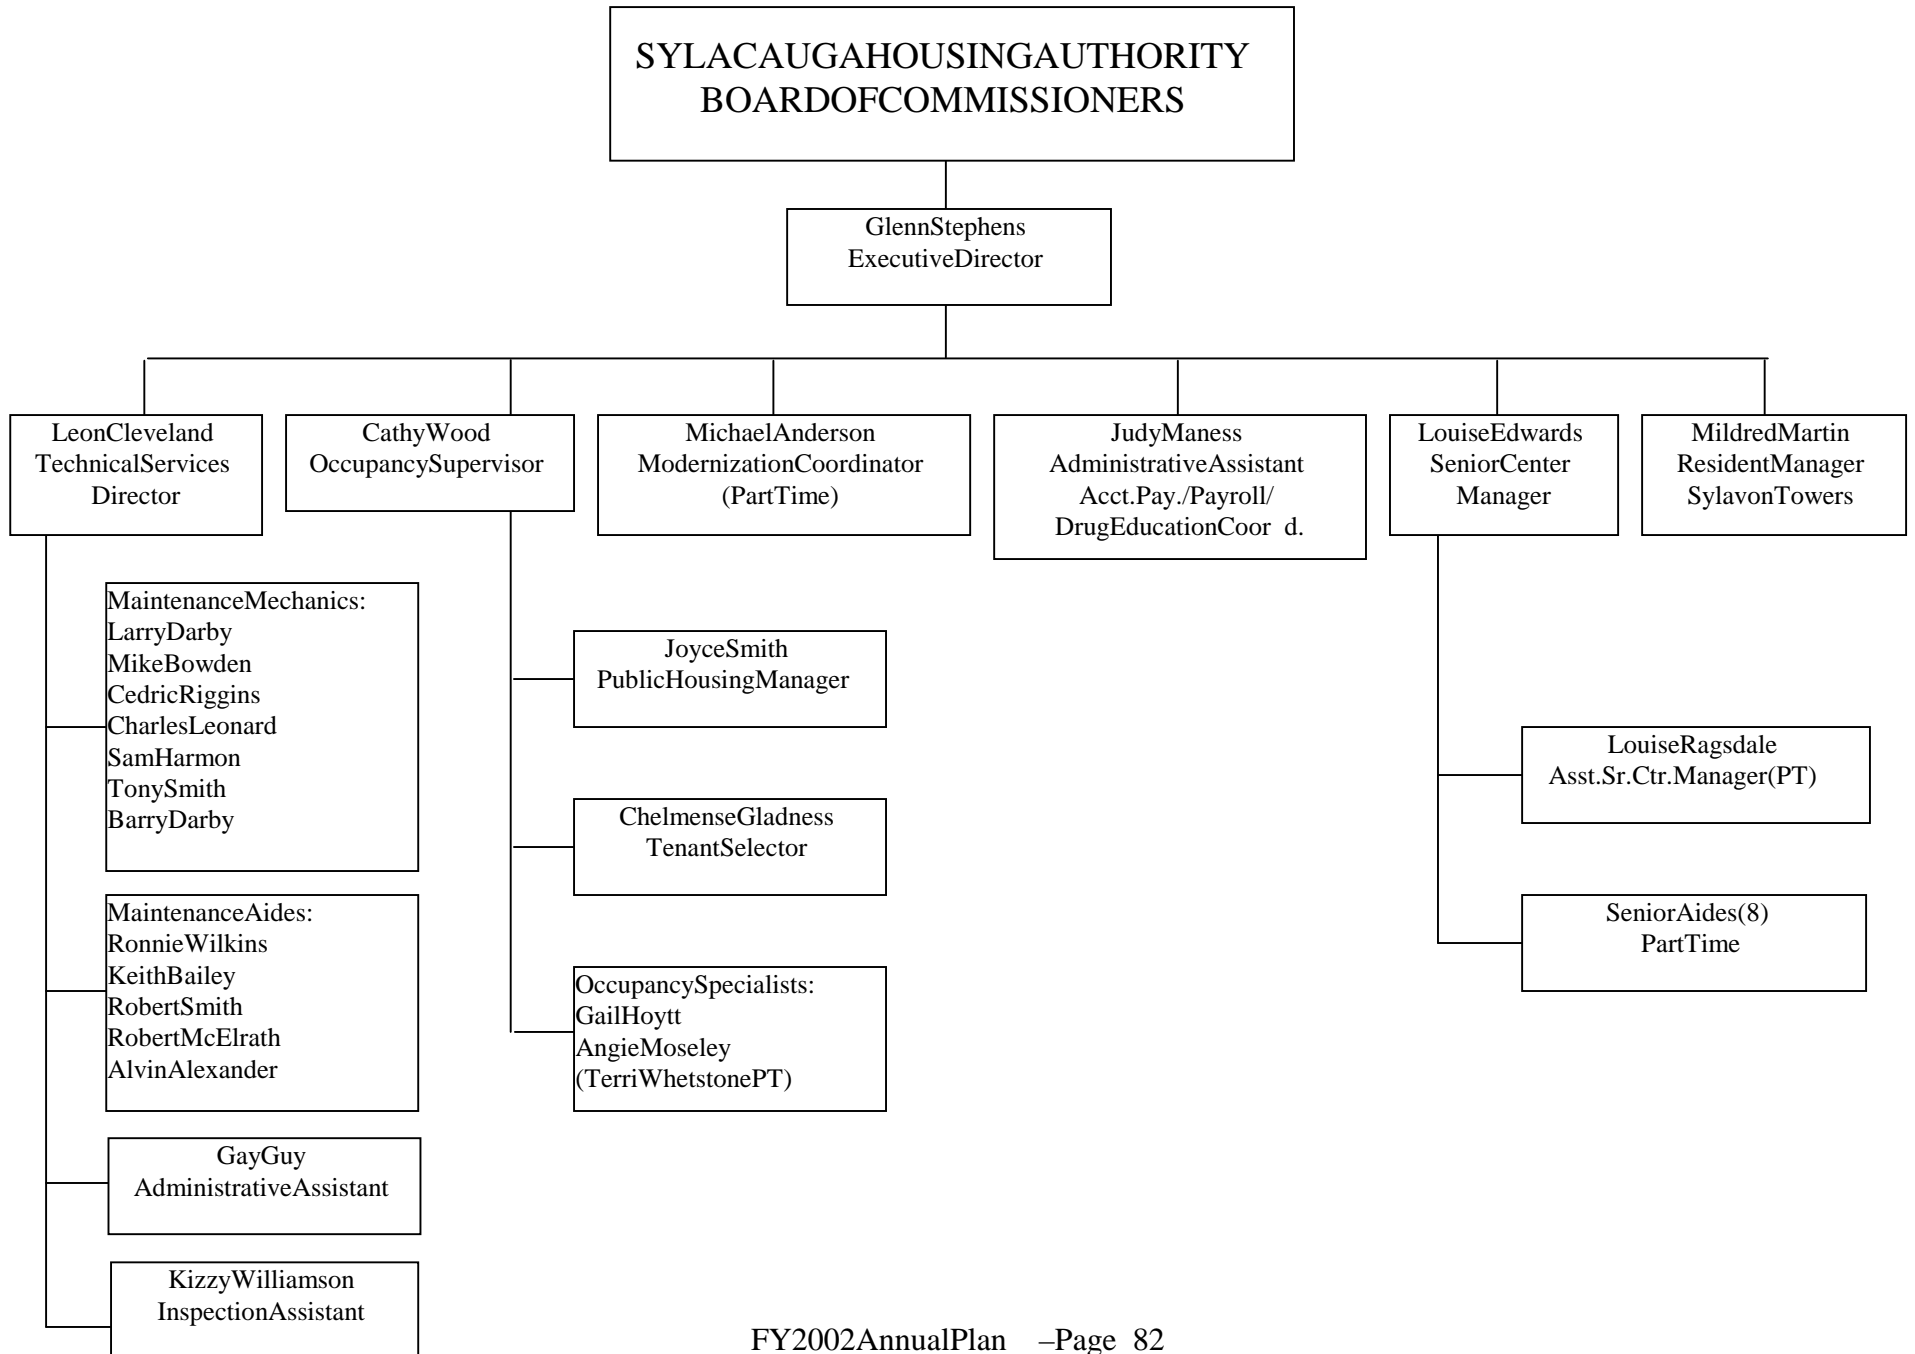 SYLACAUGAHOUSINGAUTHORITY
BOARDOFCOMMISSIONERS
GlennStephens
ExecutiveDirector
LeonCleveland
TechnicalServices
Director
CathyWood
OccupancySupervisor
MichaelAnderson
ModernizationCoordinator
(PartTime)
JudyManess
AdministrativeAssistant
Acct.Pay./Payroll/
DrugEducationCoor d.
LouiseEdwards
SeniorCenter
Manager
MildredMartin
ResidentManager
SylavonTowers
MaintenanceMechanics:
LarryDarby
MikeBowden
CedricRiggins
CharlesLeonard
SamHarmon
TonySmith
BarryDarby
MaintenanceAides:
RonnieWilkins
KeithBailey
RobertSmith
RobertMcElrath
AlvinAlexander
GayGuy
AdministrativeAssistant
KizzyWilliamson
InspectionAssistant
JoyceSmith
PublicHousingManager
ChelmenseGladness
TenantSelector
OccupancySpecialists:
GailHoytt
AngieMoseley
(TerriWhetstonePT)
LouiseRagsdale
Asst.Sr.Ctr.Manager(PT)
SeniorAides(8)
PartTime
FY2002AnnualPlan –Page 82